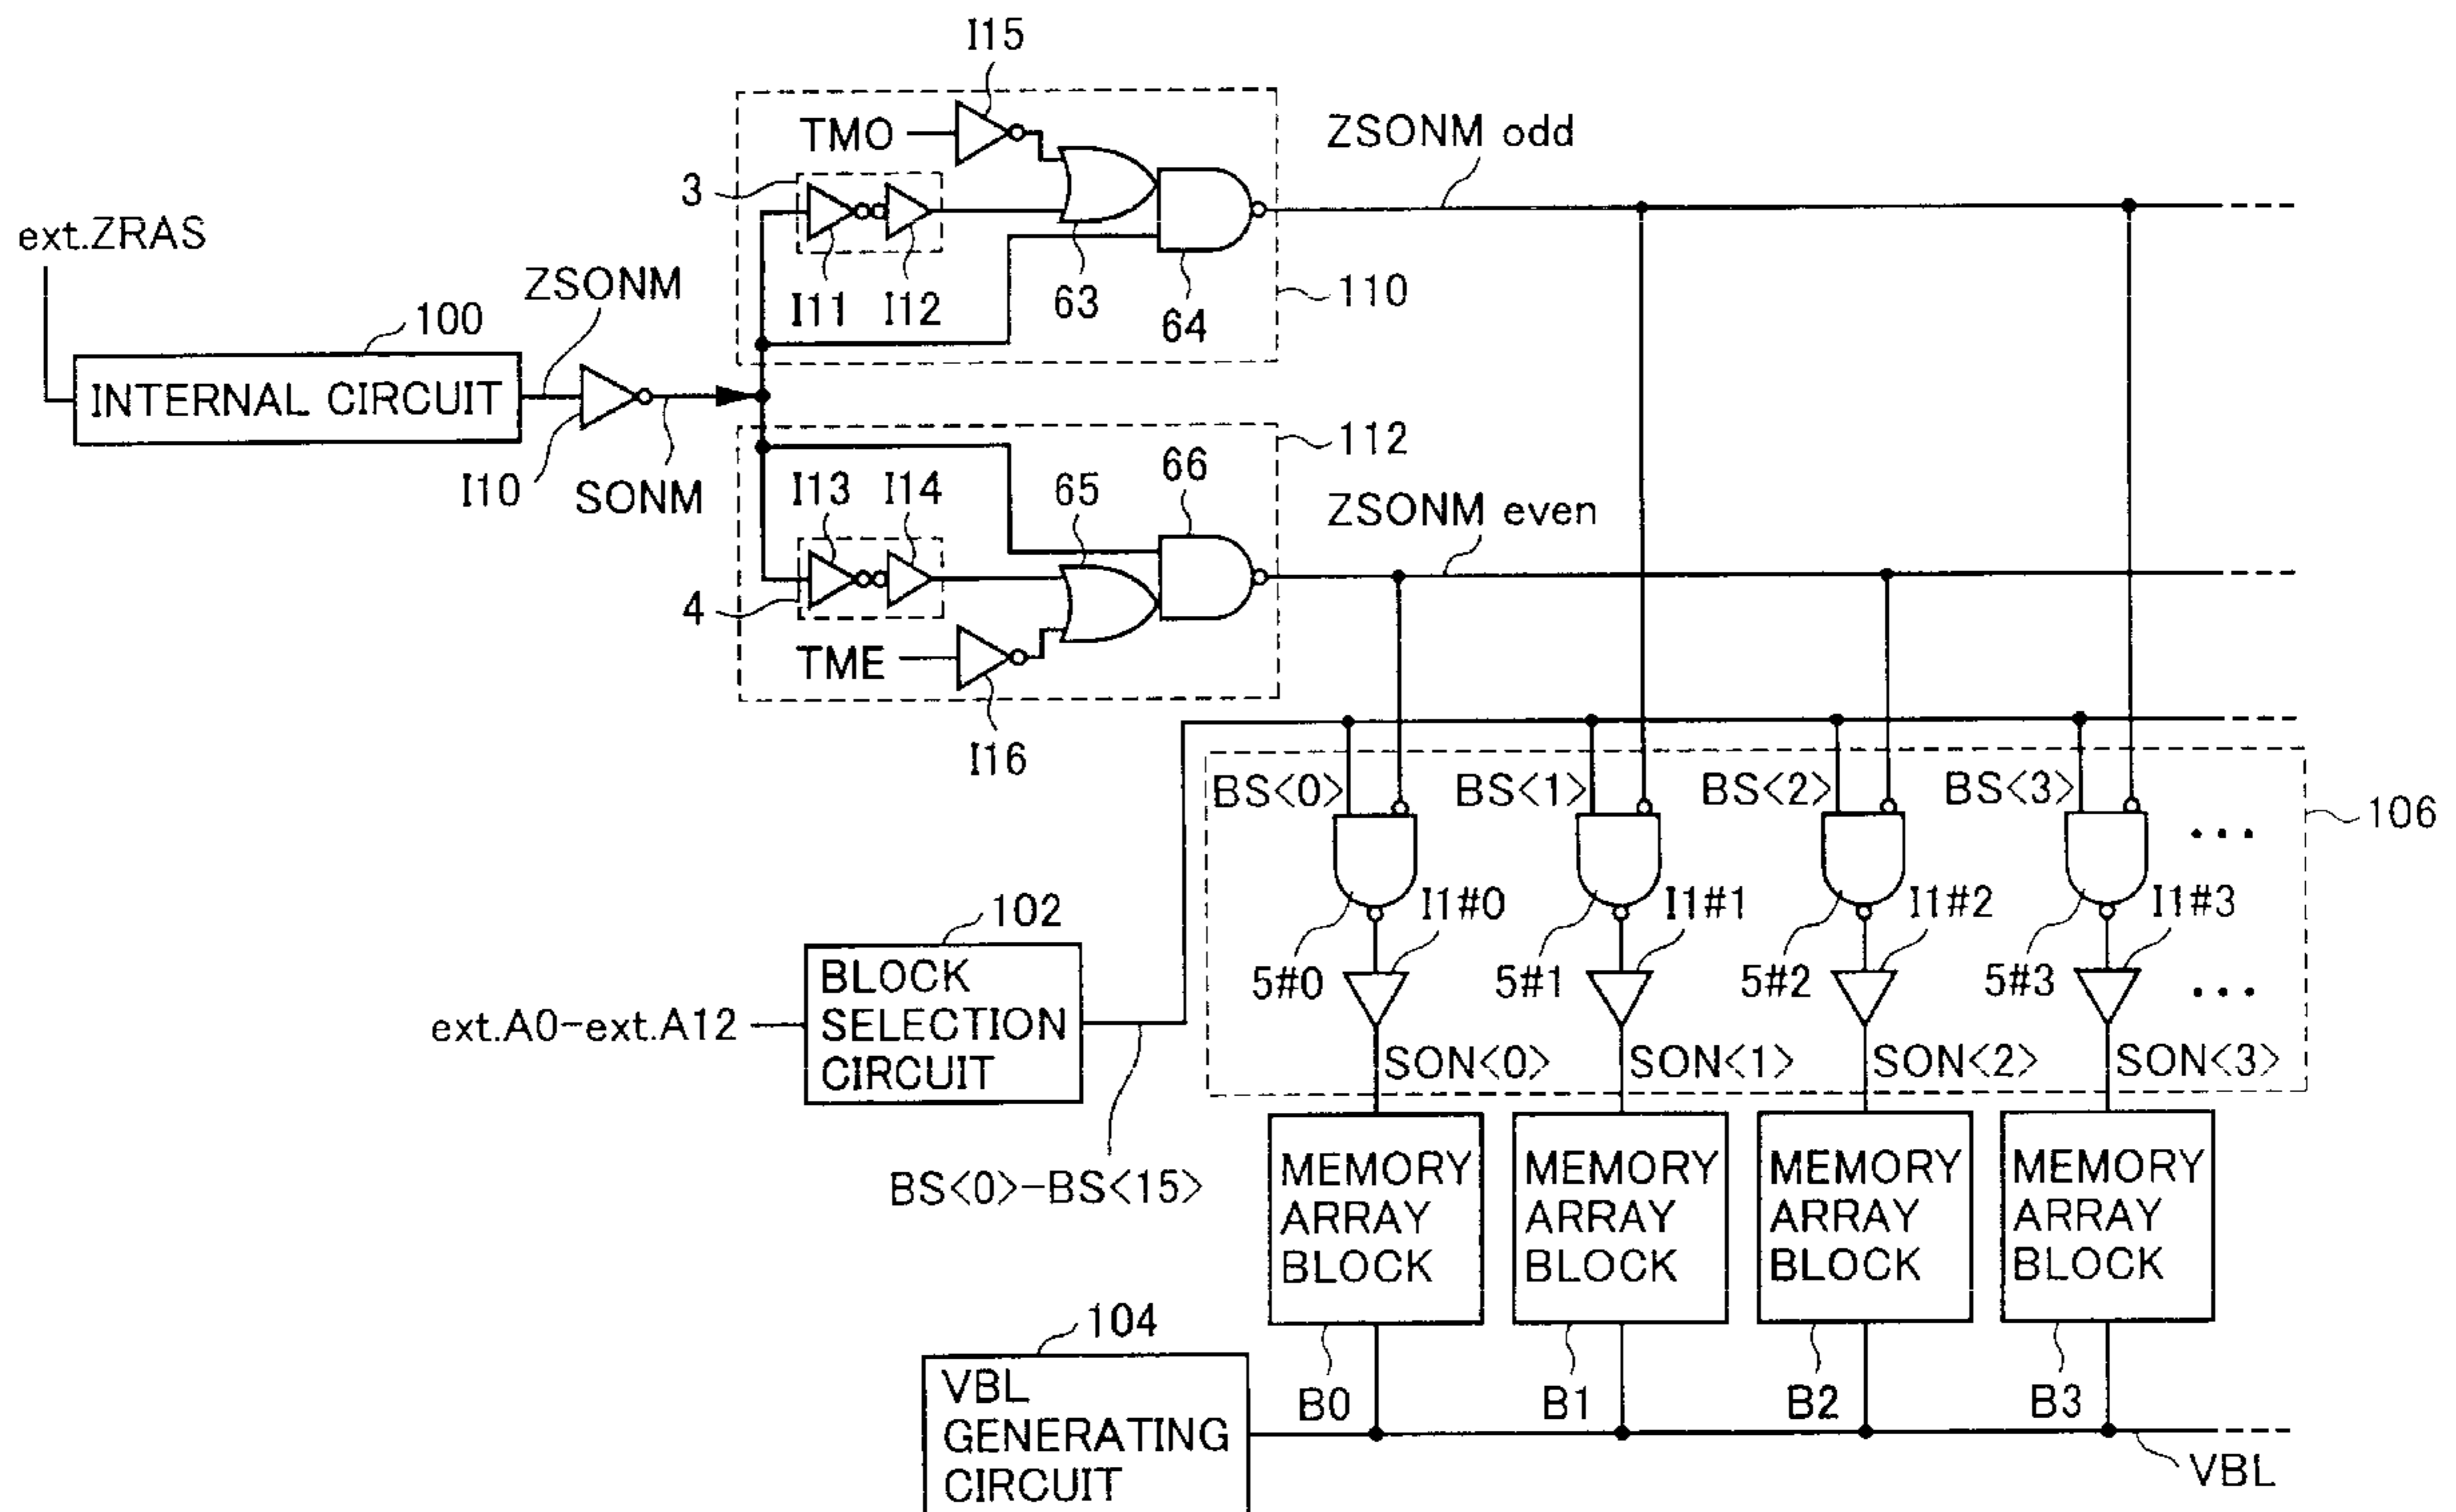 I15
TMO
ZSONM odd
3
ext.ZRAS
ZSONM
I11
I12
63
64
110
100
INTERNAL CIRCUIT
I10
SONM
112
I13
I14
65
66
ZSONM even
4
TME
I16
BS<0>
BS<1>
BS<2>
BS<3>
106
...
I1#0
I1#1
I1#2
I1#3
5#0
5#1
5#2
5#3
...
102
BLOCK
SELECTION
CIRCUIT
ext.A0-ext.A12
SON<0>
SON<1>
SON<2>
SON<3>
BS<0>-BS<15>
MEMORY
ARRAY
BLOCK
MEMORY
ARRAY
BLOCK
MEMORY
ARRAY
BLOCK
MEMORY
ARRAY
BLOCK
104
VBL
GENERATING
CIRCUIT
B0
B1
B2
B3
VBL